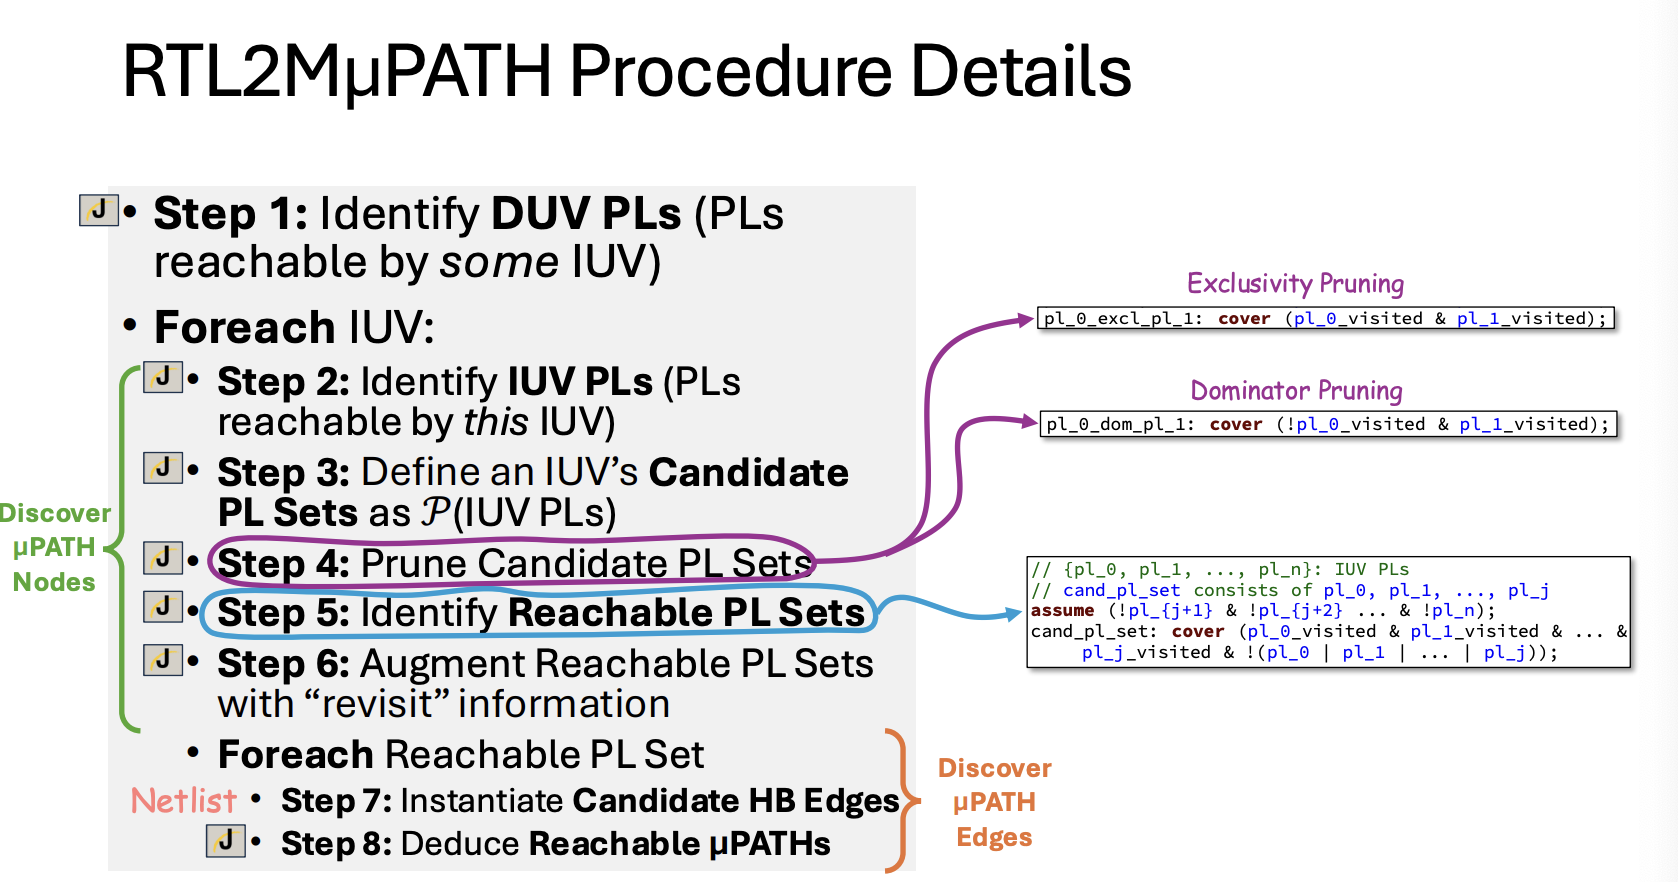 RTL2MµPATH Procedure Details
J • Step 1: Identify DUV PLs (PLs
reachable by some IUV)
• Foreach IUV:
J • Step 2: Identify IUV PLs (PLs
reachable by this IUV)
J • Step 3: Define an IUV’s Candidate
PL Sets as 𝒫(IUV PLs)
J • Step 4: Prune Candidate PL Sets
J • Step 5: Identify Reachable PL Sets
J • Step 6: Augment Reachable PL Sets
with “revisit” information
• Foreach Reachable PL Set
Netlist • Step 7: Instantiate Candidate HB Edges
J • Step 8: Deduce Reachable µPATHs
Discover
µPATH
Nodes
Discover
µPATH
Edges
Exclusivity Pruning
pl_0_excl_pl_1: cover (pl_0_visited & pl_1_visited);
Dominator Pruning
pl_0_dom_pl_1: cover (!pl_0_visited & pl_1_visited);
// {pl_0, pl_1, ..., pl_n}: IUV PLs
// cand_pl_set consists of pl_0, pl_1, ..., pl_j
assume (!pl_{j+1} & !pl_{j+2} ... & !pl_n);
cand_pl_set: cover (pl_0_visited & pl_1_visited & ... &
pl_j_visited & !(pl_0 | pl_1 | ... | pl_j));